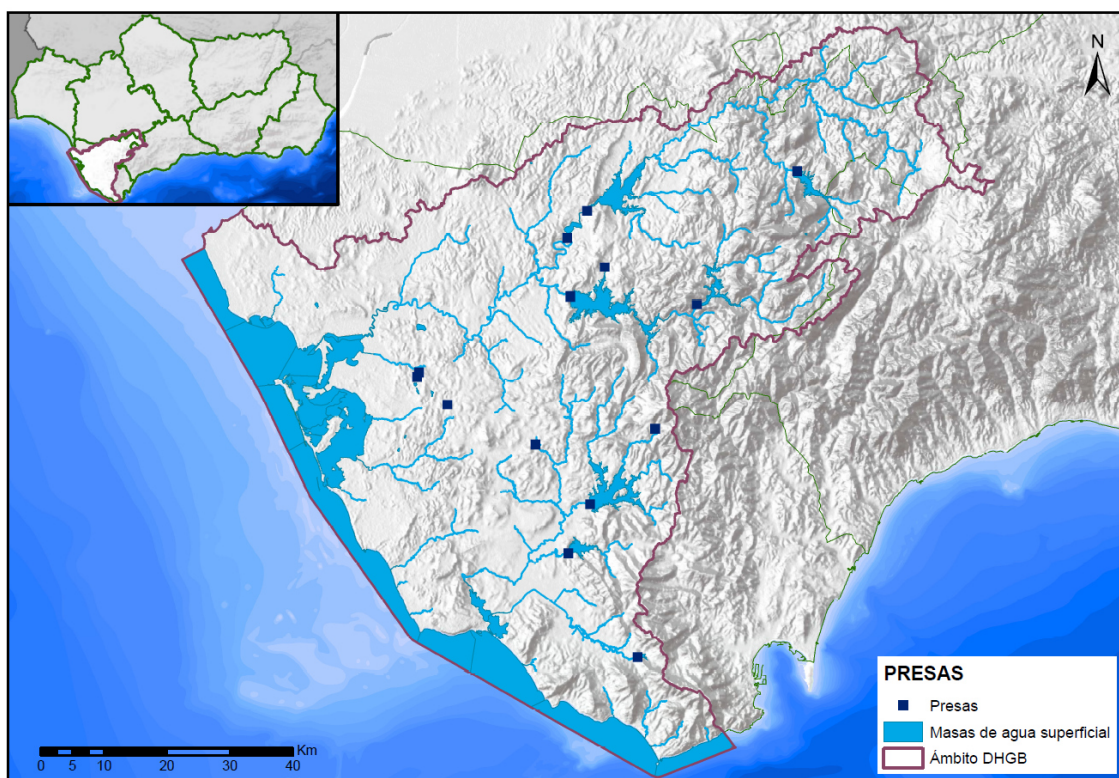 N
PRESAS
Presas
Masas de agua superficial
Ámbito DHGB
Km
0 5 10 20 30 40